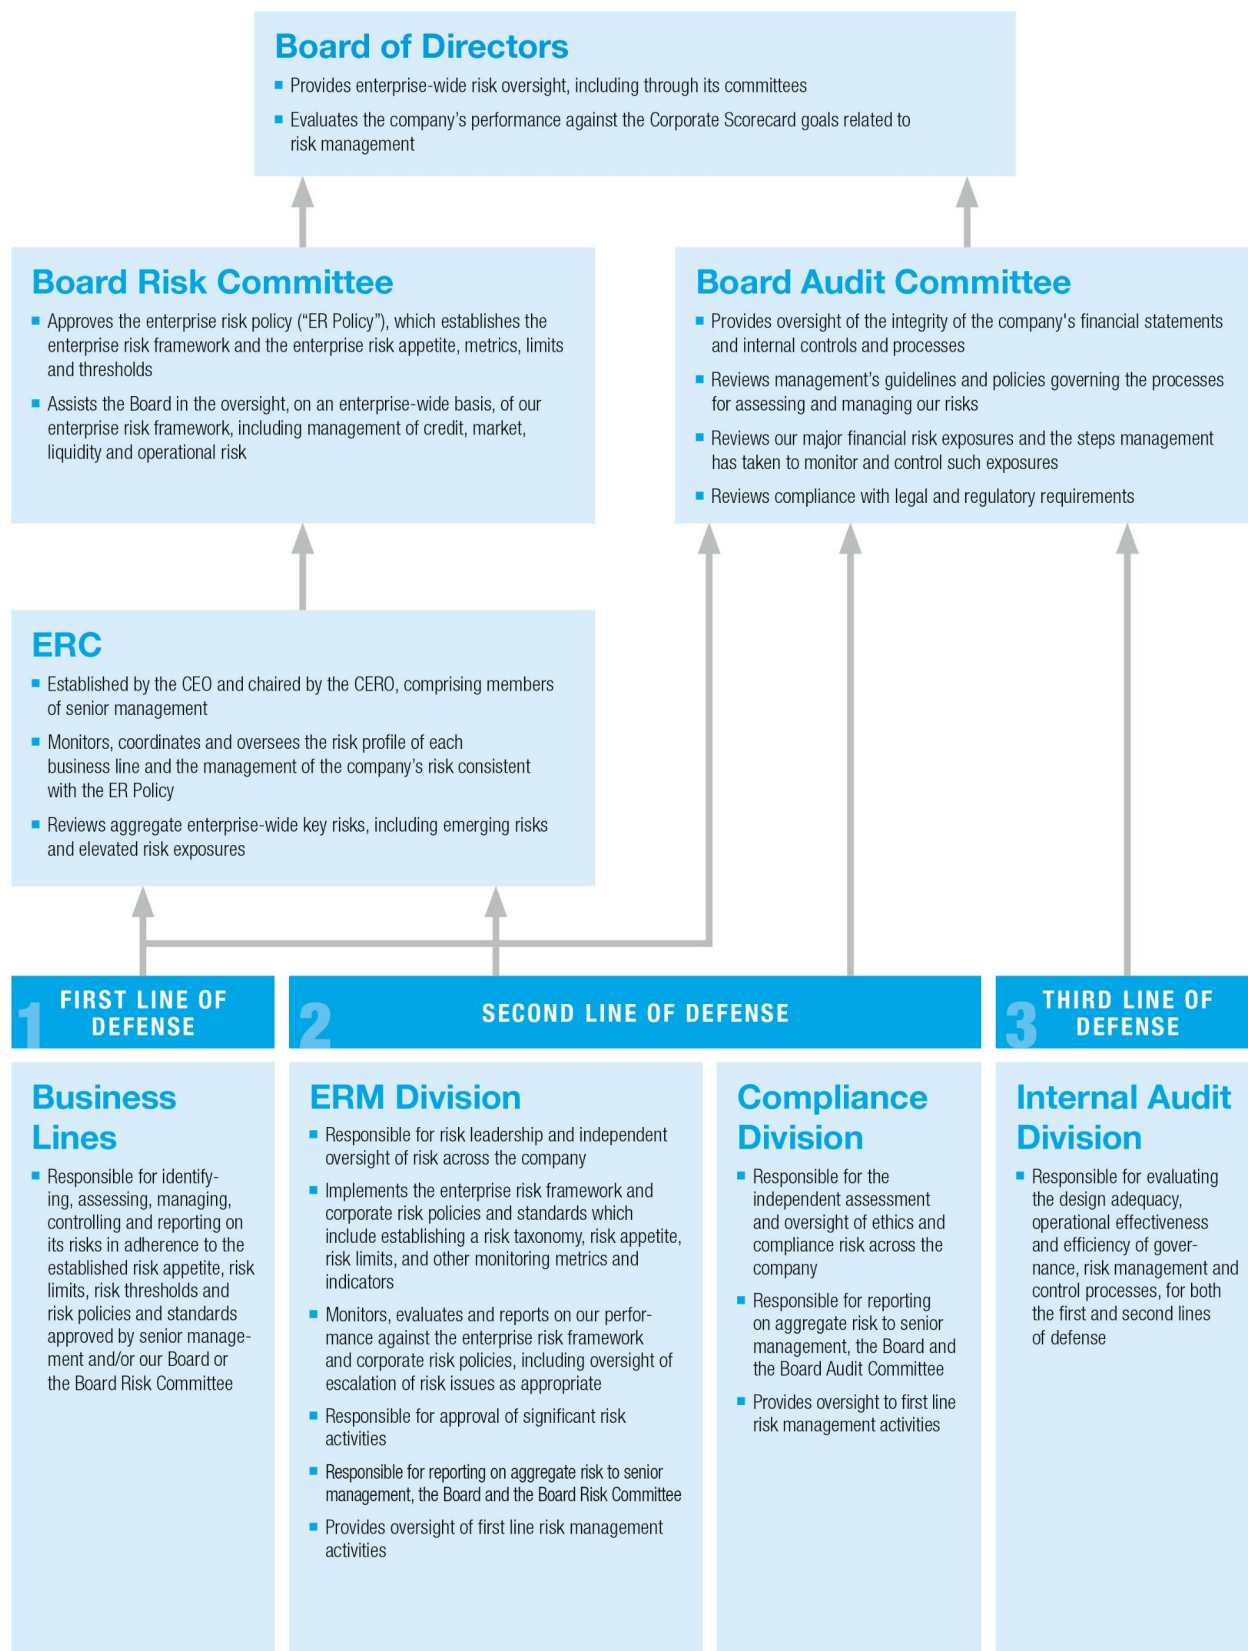 Board of Directors
▪ Provides enterprise-wide risk oversight, including through its committees
▪ Evaluates the company’s performance against the Corporate Scorecard goals related to
risk management
Board Risk Committee
▪ Approves the enterprise risk policy (“ER Policy”), which establishes the
enterprise risk framework and the enterprise risk appetite, metrics, limits
and thresholds
▪ Assists the Board in the oversight, on an enterprise-wide basis, of our
enterprise risk framework, including management of credit, market,
liquidity and operational risk
Board Audit Committee
▪ Provides oversight of the integrity of the company's financial statements
and internal controls and processes
▪ Reviews management’s guidelines and policies governing the processes
for assessing and managing our risks
▪ Reviews our major financial risk exposures and the steps management
has taken to monitor and control such exposures
▪ Reviews compliance with legal and regulatory requirements
ERC
▪ Established by the CEO and chaired by the CERO, comprising members
of senior management
▪ Monitors, coordinates and oversees the risk profile of each
business line and the management of the company’s risk consistent
with the ER Policy
▪ Reviews aggregate enterprise-wide key risks, including emerging risks
and elevated risk exposures
1 FIRST LINE OF
DEFENSE
Business
Lines
▪ Responsible for identify-
ing, assessing, managing,
controlling and reporting on
its risks in adherence to the
established risk appetite, risk
limits, risk thresholds and
risk policies and standards
approved by senior manage-
ment and/or our Board or
the Board Risk Committee
2 SECOND LINE OF DEFENSE
ERM Division
▪ Responsible for risk leadership and independent
oversight of risk across the company
▪ Implements the enterprise risk framework and
corporate risk policies and standards which
include establishing a risk taxonomy, risk appetite,
risk limits, and other monitoring metrics and
indicators
▪ Monitors, evaluates and reports on our perfor-
mance against the enterprise risk framework
and corporate risk policies, including oversight of
escalation of risk issues as appropriate
▪ Responsible for approval of significant risk
activities
▪ Responsible for reporting on aggregate risk to senior
management, the Board and the Board Risk Committee
▪ Provides oversight of first line risk management
activities
Compliance
Division
▪ Responsible for the
independent assessment
and oversight of ethics and
compliance risk across the
company
▪ Responsible for reporting
on aggregate risk to senior
management, the Board and
the Board Audit Committee
▪ Provides oversight to first line
risk management activities
3 THIRD LINE OF
DEFENSE
Internal Audit
Division
▪ Responsible for evaluating
the design adequacy,
operational effectiveness
and efficiency of gover-
nance, risk management and
control processes, for both
the first and second lines
of defense